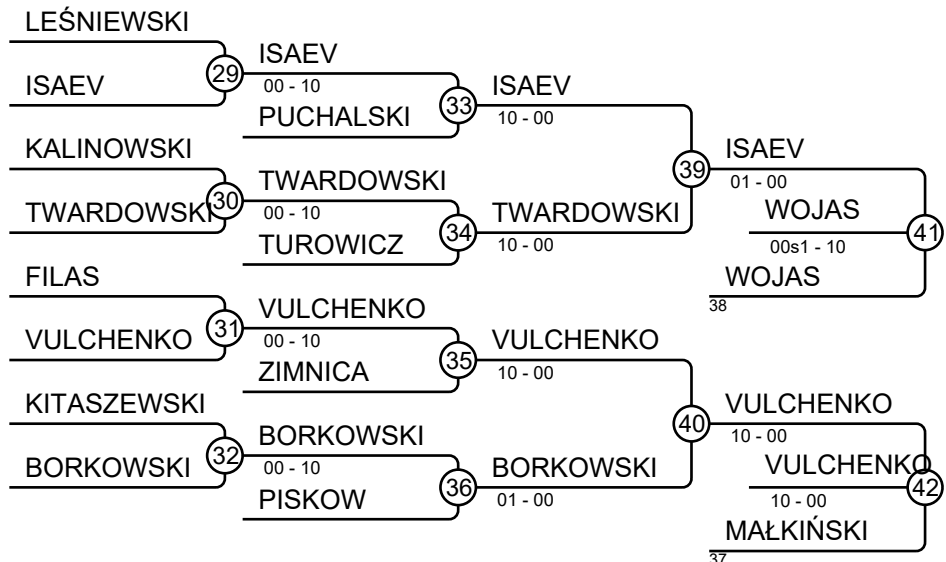 LEŚNIEWSKI
ISAEV
29
ISAEV
00 - 10
PUCHALSKI
33
ISAEV
10 - 00
KALINOWSKI
TWARDOWSKI
30
TWARDOWSKI
00 - 10
TUROWICZ
34
TWARDOWSKI
10 - 00
39
ISAEV
01 - 00
WOJAS
00s1 - 10
41
WOJAS
38
FILAS
VULCHENKO
31
VULCHENKO
00 - 10
ZIMNICA
35
VULCHENKO
10 - 00
KITASZEWSKI
BORKOWSKI
32
BORKOWSKI
00 - 10
PISKOW
36
BORKOWSKI
01 - 00
40
VULCHENKO
10 - 00
VULCHENKO
10 - 00
42
MAŁKIŃSKI
37